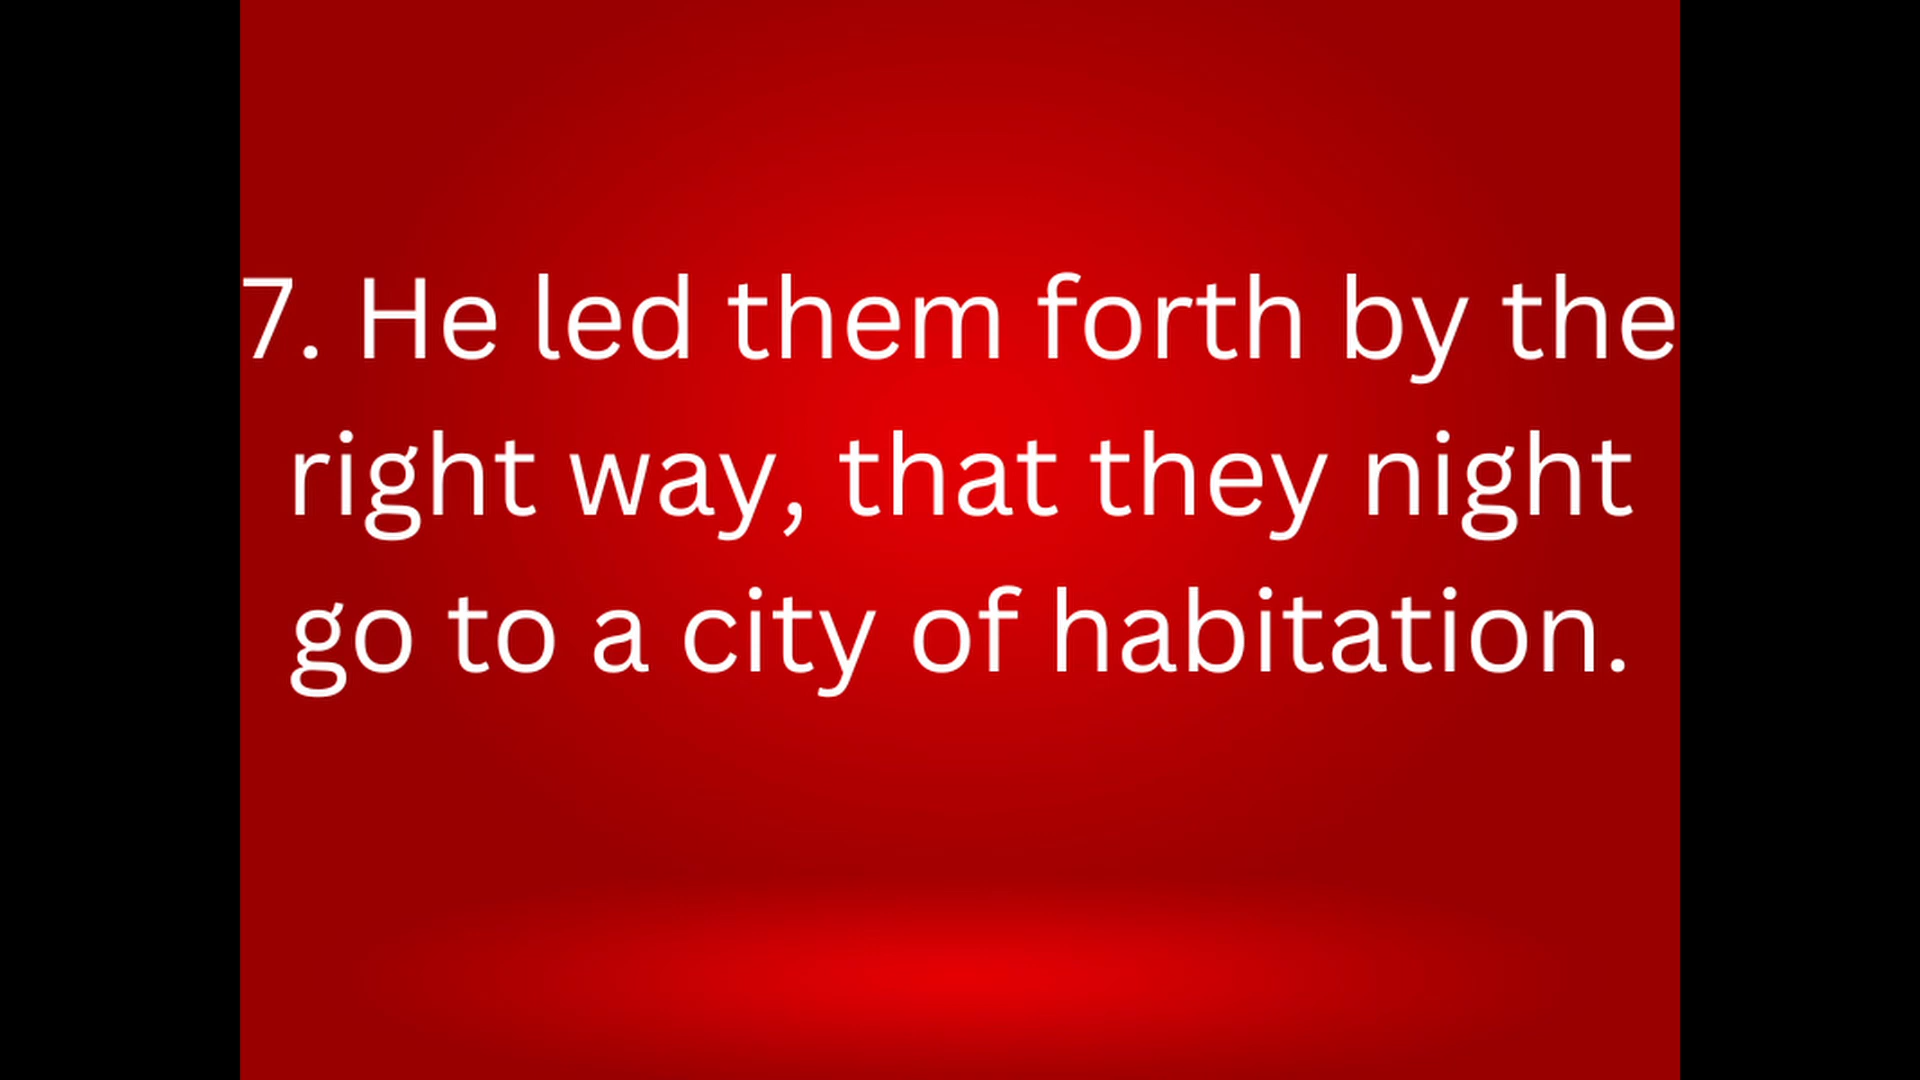 7. He led them forth by the
right way, that they night
go to a city of habitation.